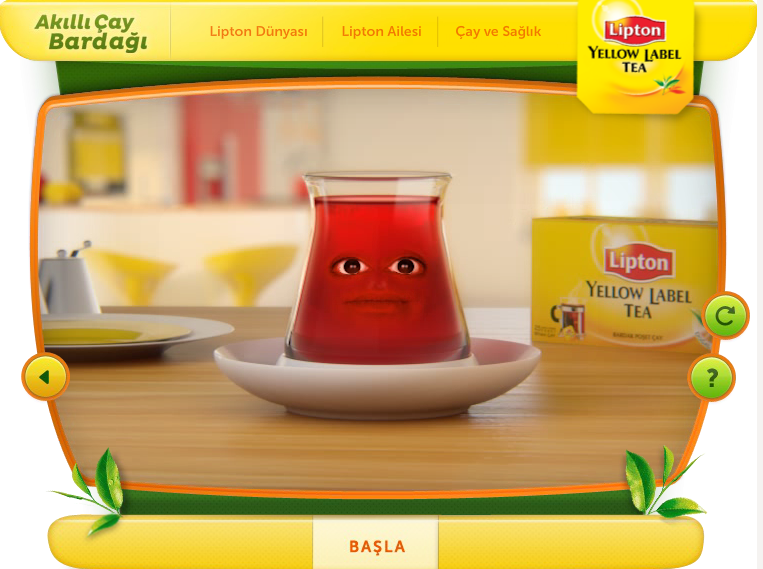 Akıllı Çay
Bardağı
Lipton Dünyası
Lipton Ailesi
Çay ve Sağlık
Lipton
YELLOW LABEL
TEA
Lipton
YELLOW LABEL
TEA
?
BAŞLA